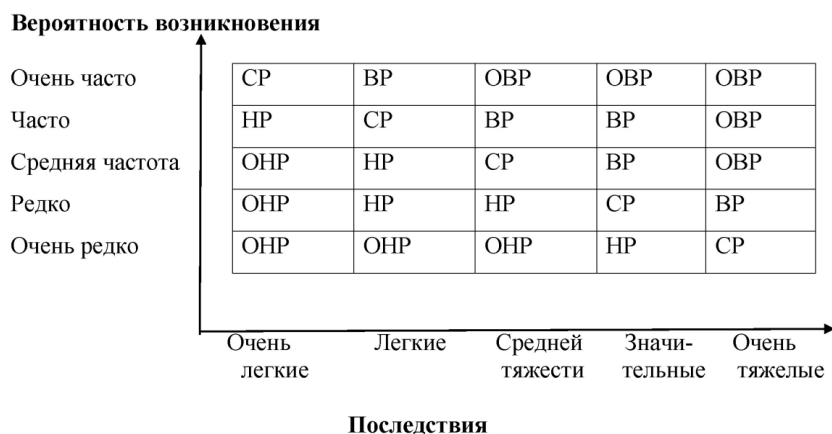 Вероятность возникновения
Очень часто СР ВР ОВР ОВР ОВР
Часто НР СР ВР ВР ОВР
Средняя частота ОНР НР СР ВР ОВР
Редко ОНР НР НР СР ВР
Очень редко ОНР ОНР ОНР НР СР
Очень Легкие Средней Значи- Очень
легкие тяжести тельные тяжелые
Последствия